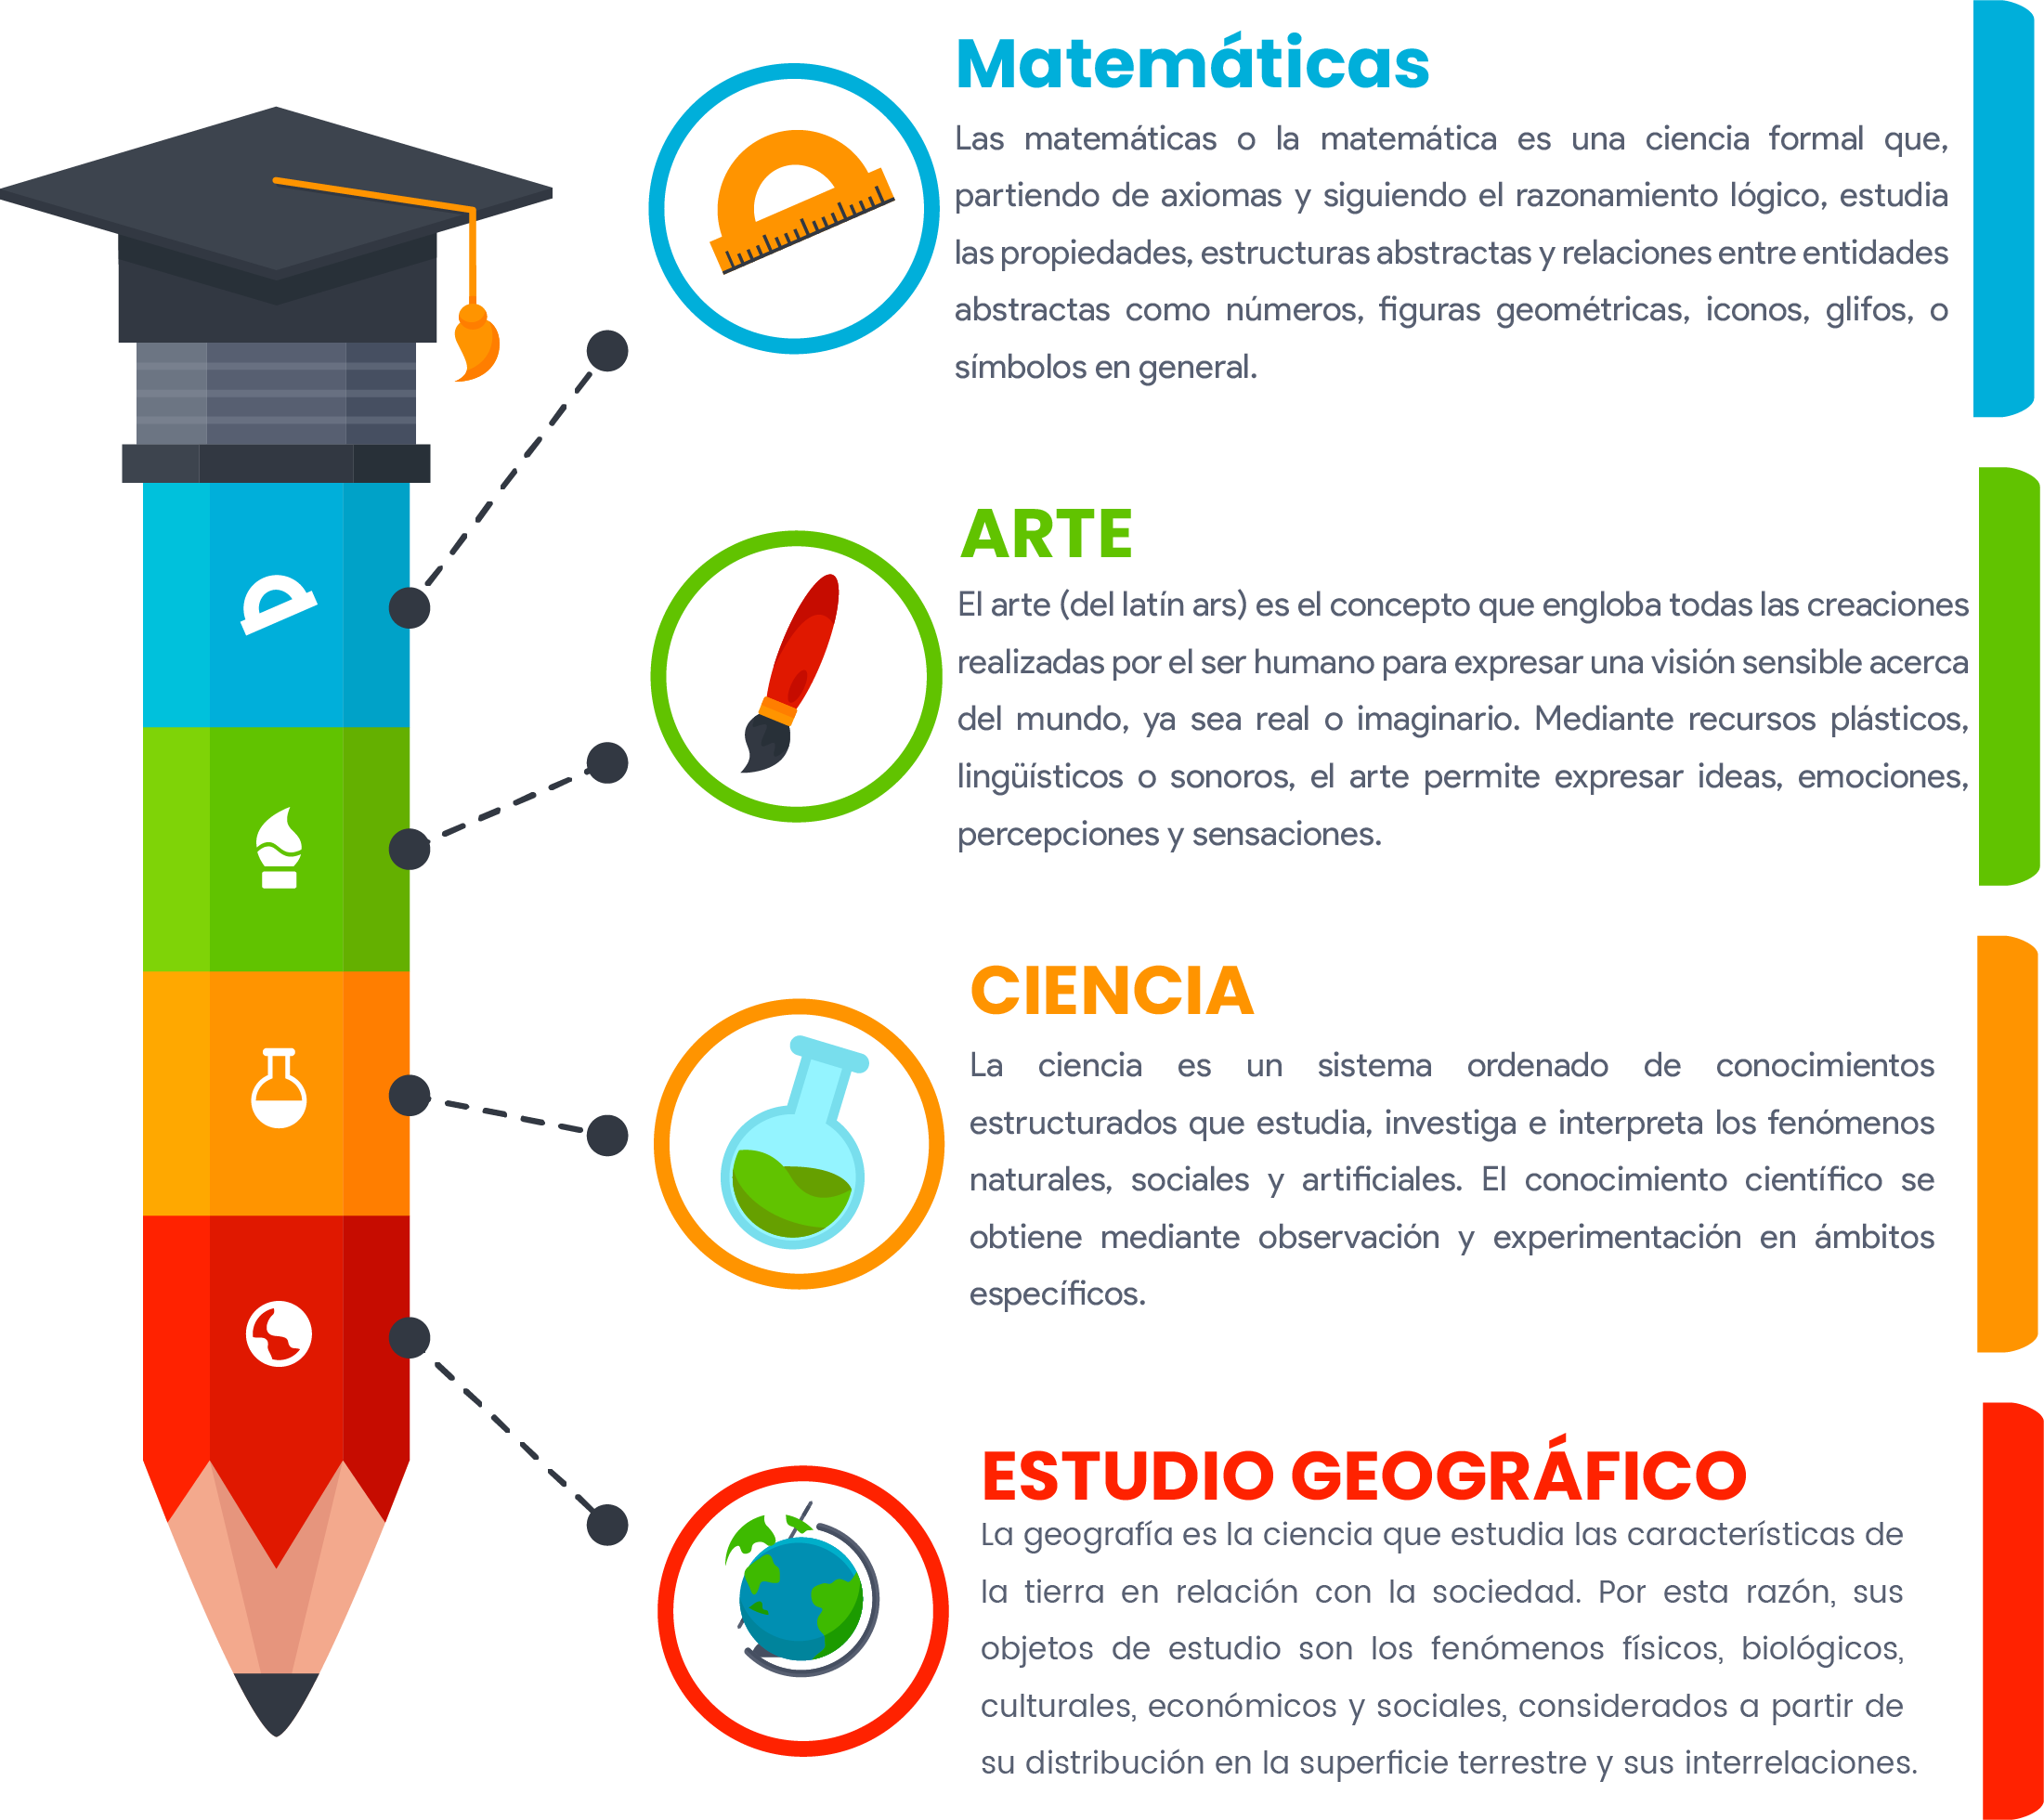 Matemáticas
Las matemáticas o la matemática es una ciencia formal que,
partiendo de axiomas y siguiendo el razonamiento lógico, estudia
las propiedades, estructuras abstractas y relaciones entre entidades
abstractas como números, figuras geométricas, iconos, glifos, o
símbolos en general.
ARTE
El arte (del latín ars) es el concepto que engloba todas las creaciones
realizadas por el ser humano para expresar una visión sensible acerca
del mundo, ya sea real o imaginario. Mediante recursos plásticos,
lingüísticos o sonoros, el arte permite expresar ideas, emociones,
percepciones y sensaciones.
CIENCIA
La ciencia es un sistema ordenado de conocimientos
estructurados que estudia, investiga e interpreta los fenómenos
naturales, sociales y artificiales. El conocimiento científico se
obtiene mediante observación y experimentación en ámbitos
específicos.
ESTUDIO GEOGRÁFICO
La geografía es la ciencia que estudia las características de
la tierra en relación con la sociedad. Por esta razón, sus
objetos de estudio son los fenómenos físicos, biológicos,
culturales, económicos y sociales, considerados a partir de
su distribución en la superficie terrestre y sus interrelaciones.